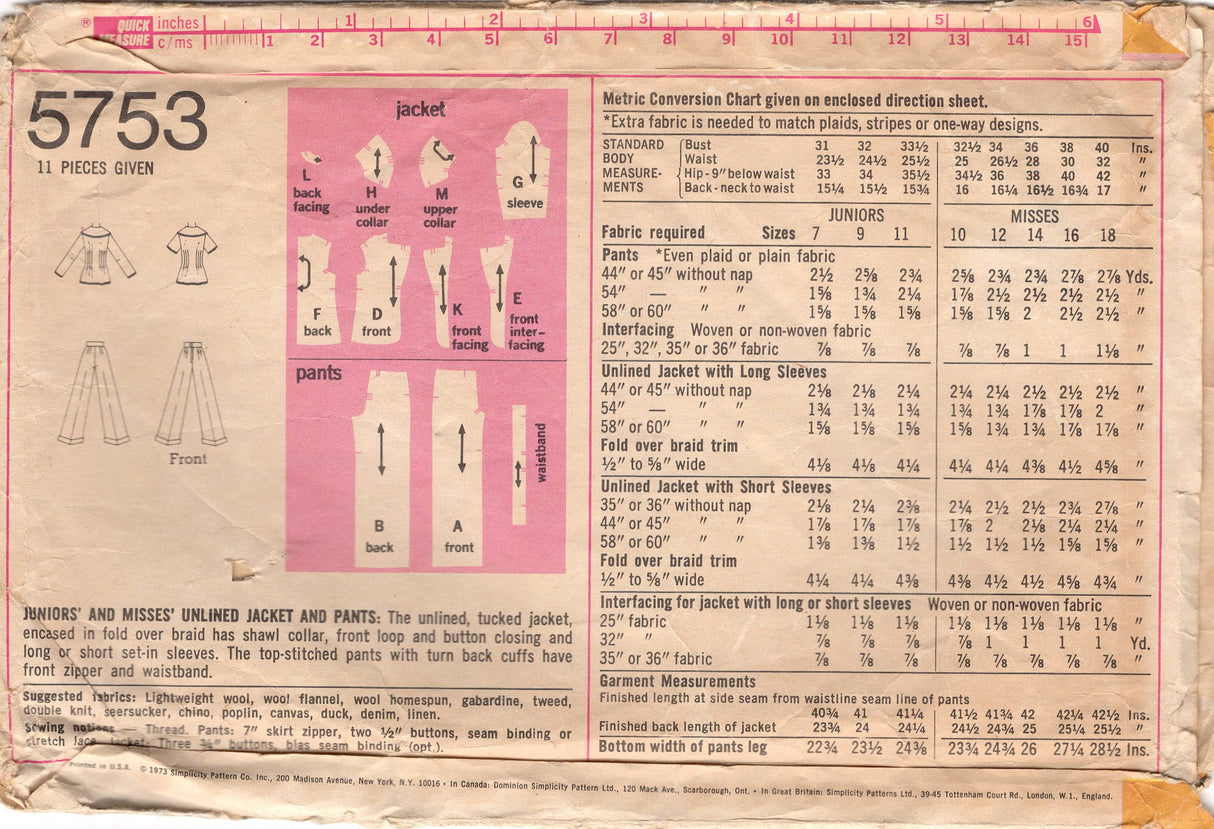 ® QUICK MEASURE inches 1 2 3 4 5 6
c/ms 1 2 3 4 5 6 7 8 9 10 11 12 13 14 15
5753
11 PIECES GIVEN
Front
jacket
L back facing
H under collar
M upper collar
G sleeve
F back
D front
K front facing
E front inter-facing
pants
B back
A front
waistband
JUNIORS' AND MISSES' UNLINED JACKET AND PANTS: The unlined, tucked jacket,
encased in fold over braid has shawl collar, front loop and button closing and
long or short set-in sleeves. The top-stitched pants with turn back cuffs have
front zipper and waistband.
Suggested fabrics: Lightweight wool, wool flannel, wool homespun, gabardine, tweed,
double knit, seersucker, chino, poplin, canvas, duck, denim, linen.
Sewing notions — Thread. Pants: 7" skirt zipper, two ½" buttons, seam binding or
stretch lace. Jacket: Three ¾" buttons, bias seam binding (opt.).
Metric Conversion Chart given on enclosed direction sheet.
*Extra fabric is needed to match plaids, stripes or one-way designs.
STANDARD BODY MEASURE-MENTS
Bust 31 32 33½ 32½ 34 36 38 40 Ins.
Waist 23½ 24½ 25½ 25 26½ 28 30 32 "
Hip - 9" below waist 33 34 35½ 34½ 36 38 40 42 "
Back - neck to waist 15¼ 15½ 15¾ 16 16¼ 16½ 16¾ 17 "
JUNIORS MISSES
Fabric required Sizes 7 9 11 10 12 14 16 18
Pants *Even plaid or plain fabric
44" or 45" without nap 2½ 2⅝ 2¾ 2⅝ 2¾ 2¾ 2⅞ 2⅞ Yds.
54" — " " 1⅝ 1¾ 2¼ 1⅞ 2½ 2½ 2½ 2½ "
58" or 60" " " 1⅝ 1⅝ 1⅝ 1⅝ 1⅝ 2 2½ 2½ "
Interfacing Woven or non-woven fabric
25", 32", 35" or 36" fabric ⅞ ⅞ ⅞ ⅞ ⅞ 1 1 1⅛ "
Unlined Jacket with Long Sleeves
44" or 45" without nap 2⅛ 2⅛ 2¼ 2¼ 2¼ 2½ 2½ 2½ "
54" — " " 1¾ 1¾ 1¾ 1¾ 1¾ 1⅞ 1⅞ 2 "
58" or 60" " " 1⅝ 1⅝ 1⅝ 1⅝ 1¾ 1¾ 1⅞ 1⅞ "
Fold over braid trim
½" to ⅝" wide 4⅛ 4⅛ 4¼ 4¼ 4¼ 4⅜ 4½ 4⅝ "
Unlined Jacket with Short Sleeves
35" or 36" without nap 2⅛ 2¼ 2⅜ 2¼ 2½ 2½ 2¾ 2⅞ "
44" or 45" " " 1⅞ 1⅞ 1⅞ 1⅞ 2 2⅛ 2¼ 2¼ "
58" or 60" " " 1⅜ 1⅜ 1½ 1½ 1½ 1½ 1⅝ 1⅝ "
Fold over braid trim
½" to ⅝" wide 4¼ 4¼ 4⅜ 4⅜ 4½ 4½ 4⅝ 4¾ "
Interfacing for jacket with long or short sleeves Woven or non-woven fabric
25" fabric 1⅛ 1⅛ 1⅛ 1⅛ 1⅛ 1⅛ 1⅛ 1⅛ "
32" " ⅞ ⅞ ⅞ ⅞ 1 1 1 1 Yd.
35" or 36" fabric ⅞ ⅞ ⅞ ⅞ ⅞ ⅞ ⅞ ⅞ "
Garment Measurements
Finished length at side seam from waistline seam line of pants
40¾ 41 41¼ 41½ 41¾ 42 42¼ 42½ Ins.
Finished back length of jacket 23¾ 24 24¼ 24½ 24¾ 25 25¼ 25½ "
Bottom width of pants leg 22¾ 23½ 24⅜ 23¾ 24¾ 26 27¼ 28½ Ins.
Printed in U.S.A. © 1973 Simplicity Pattern Co. Inc., 200 Madison Avenue, New York, N.Y. 10016 • In Canada: Dominion Simplicity Pattern Ltd., 120 Mack Ave., Scarborough, Ont. • In Great Britain: Simplicity Patterns Ltd., 39-45 Tottenham Court Rd., London, W.1., England.